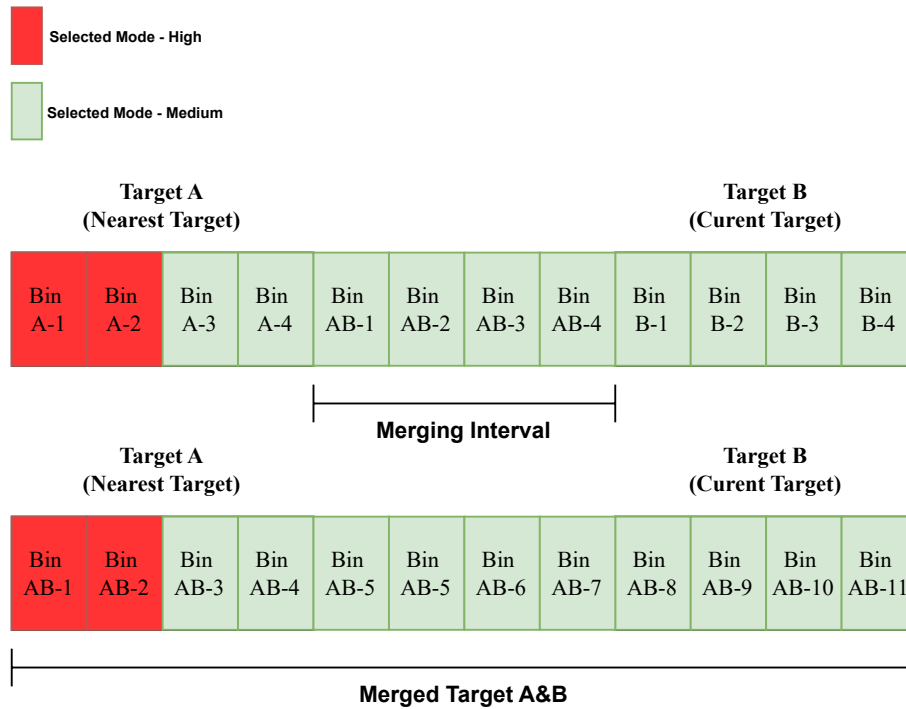 Selected Mode - High
Selected Mode - Medium
Target A
(Nearest Target)
Target B
(Curent Target)
Bin
A-1
Bin
A-2
Bin
A-3
Bin
A-4
Bin
AB-1
Bin
AB-2
Bin
AB-3
Bin
AB-4
Bin
B-1
Bin
B-2
Bin
B-3
Bin
B-4
Merging Interval
Target A
(Nearest Target)
Target B
(Curent Target)
Bin
AB-1
Bin
AB-2
Bin
AB-3
Bin
AB-4
Bin
AB-5
Bin
AB-5
Bin
AB-6
Bin
AB-7
Bin
AB-8
Bin
AB-9
Bin
AB-10
Bin
AB-11
Merged Target A&B